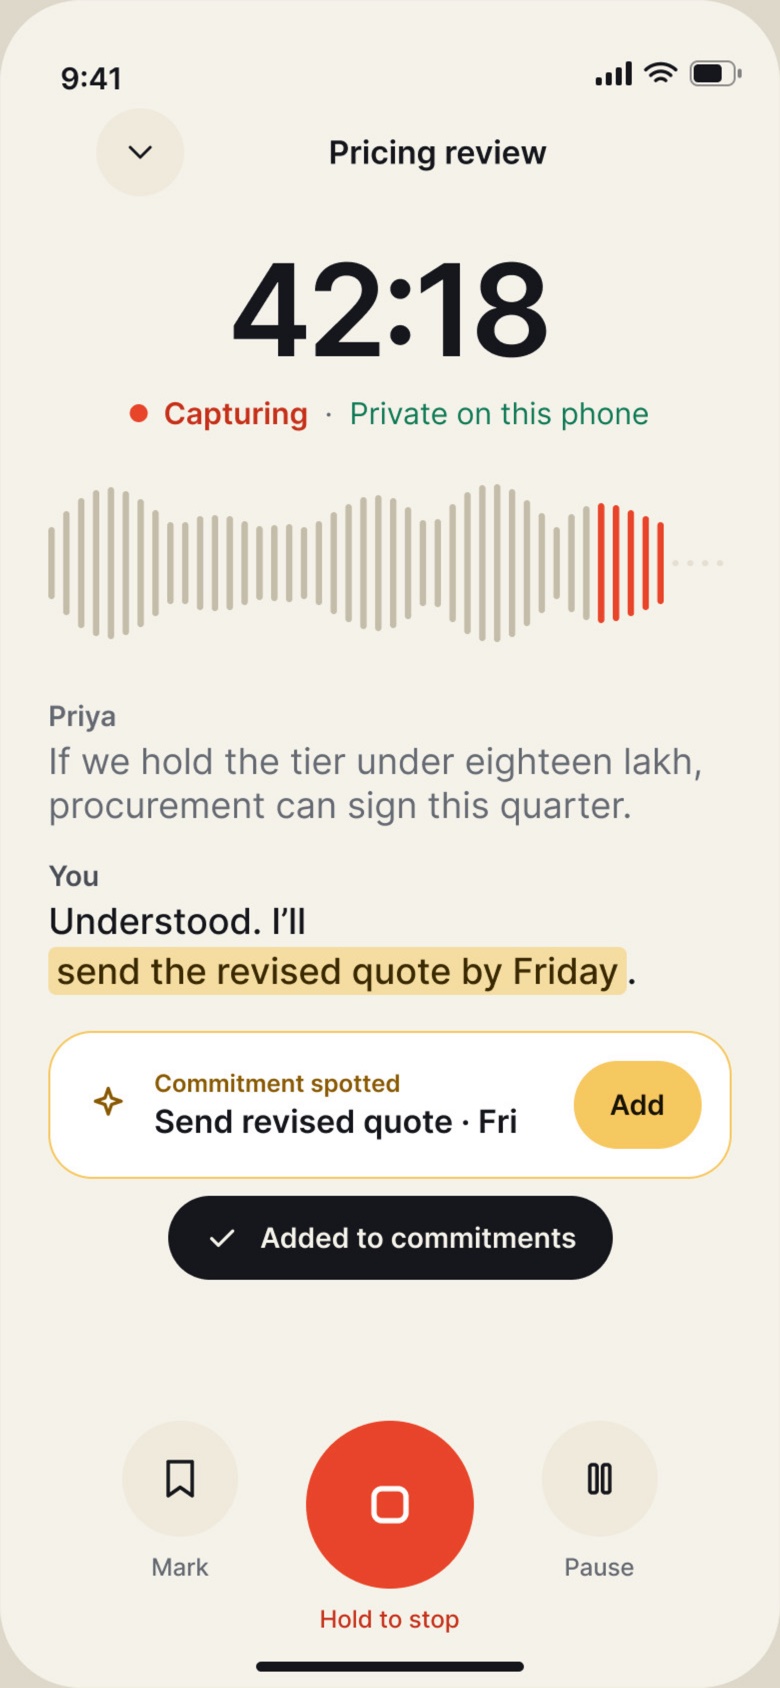 9:41
Pricing review
42:18
Capturing · Private on this phone
Priya
If we hold the tier under eighteen lakh,
procurement can sign this quarter.
You
Understood. I’ll
send the revised quote by Friday.
Commitment spotted
Send revised quote · Fri
Add
Added to commitments
Mark
Pause
Hold to stop